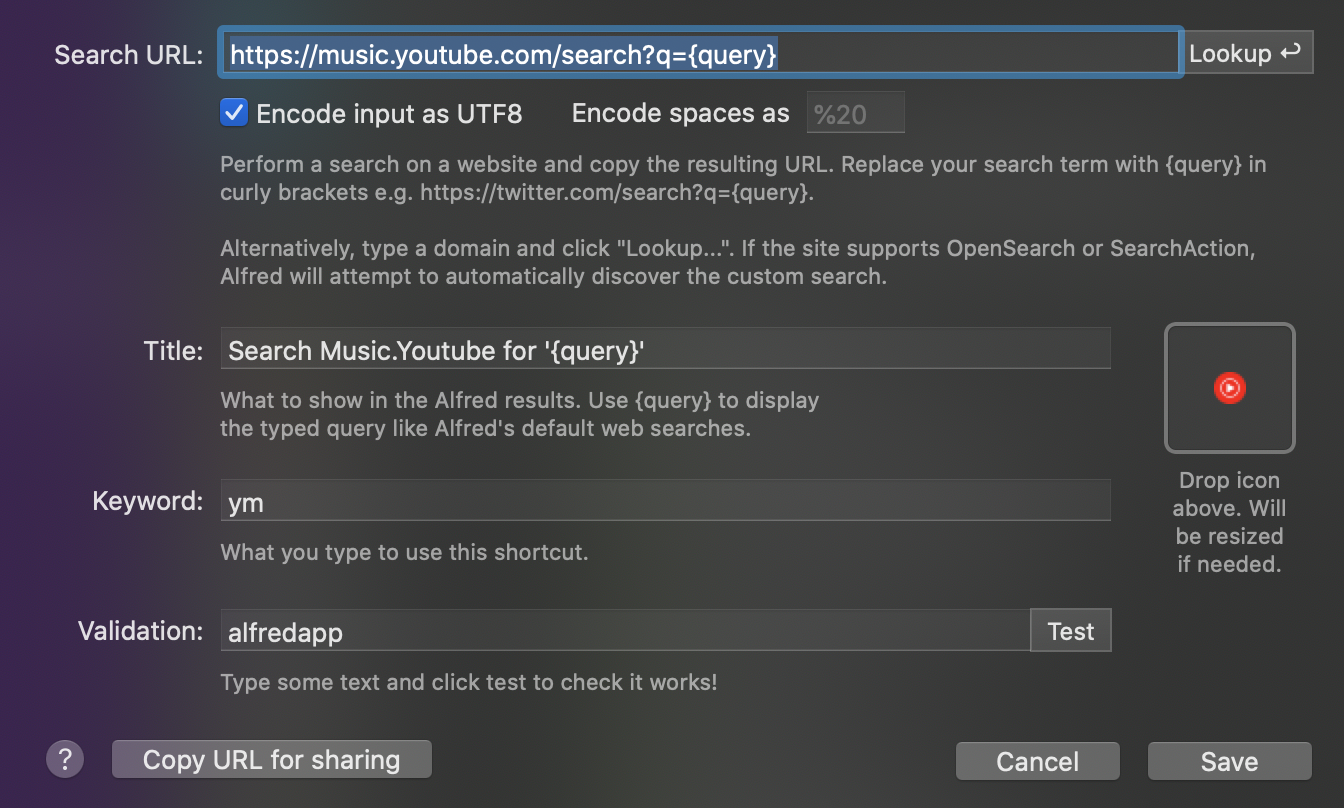 Search URL: https://music.youtube.com/search?q={query} Lookup ↩
Encode input as UTF8 Encode spaces as %20
Perform a search on a website and copy the resulting URL. Replace your search term with {query} in
curly brackets e.g. https://twitter.com/search?q={query}.
Alternatively, type a domain and click "Lookup...". If the site supports OpenSearch or SearchAction,
Alfred will attempt to automatically discover the custom search.
Title: Search Music.Youtube for '{query}'
What to show in the Alfred results. Use {query} to display
the typed query like Alfred's default web searches.
Keyword: ym
What you type to use this shortcut.
Drop icon
above. Will
be resized
if needed.
Validation: alfredapp Test
Type some text and click test to check it works!
? Copy URL for sharing Cancel Save